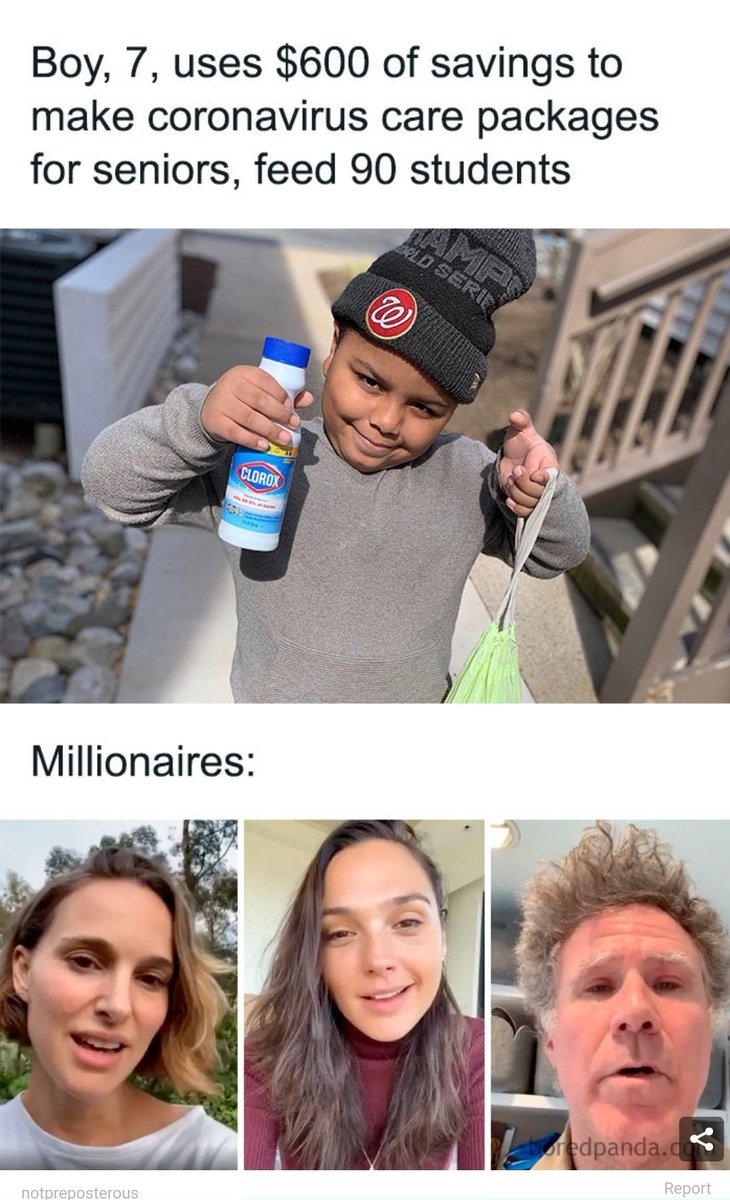 Boy, 7, uses $600 of savings to
make coronavirus care packages
for seniors, feed 90 students
CHAMPS
WORLD SERIES
W
CLOROX
Millionaires:
boredpanda.com
notpreposterous
Report